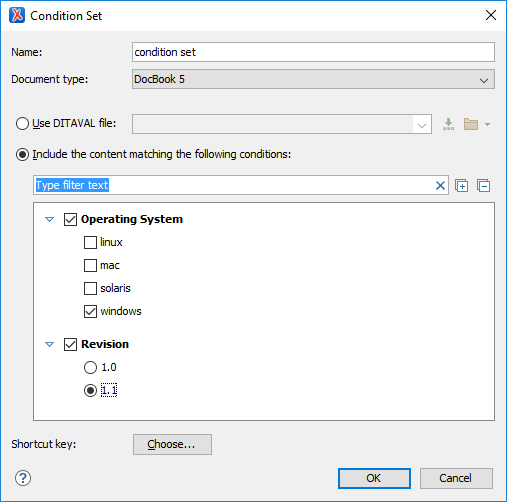 Condition Set
Name: condition set
Document type: DocBook 5
Use DITAVAL file:
Include the content matching the following conditions:
Type filter text
Operating System
linux
mac
solaris
windows
Revision
1.0
1.1
Shortcut key: Choose...
? OK Cancel